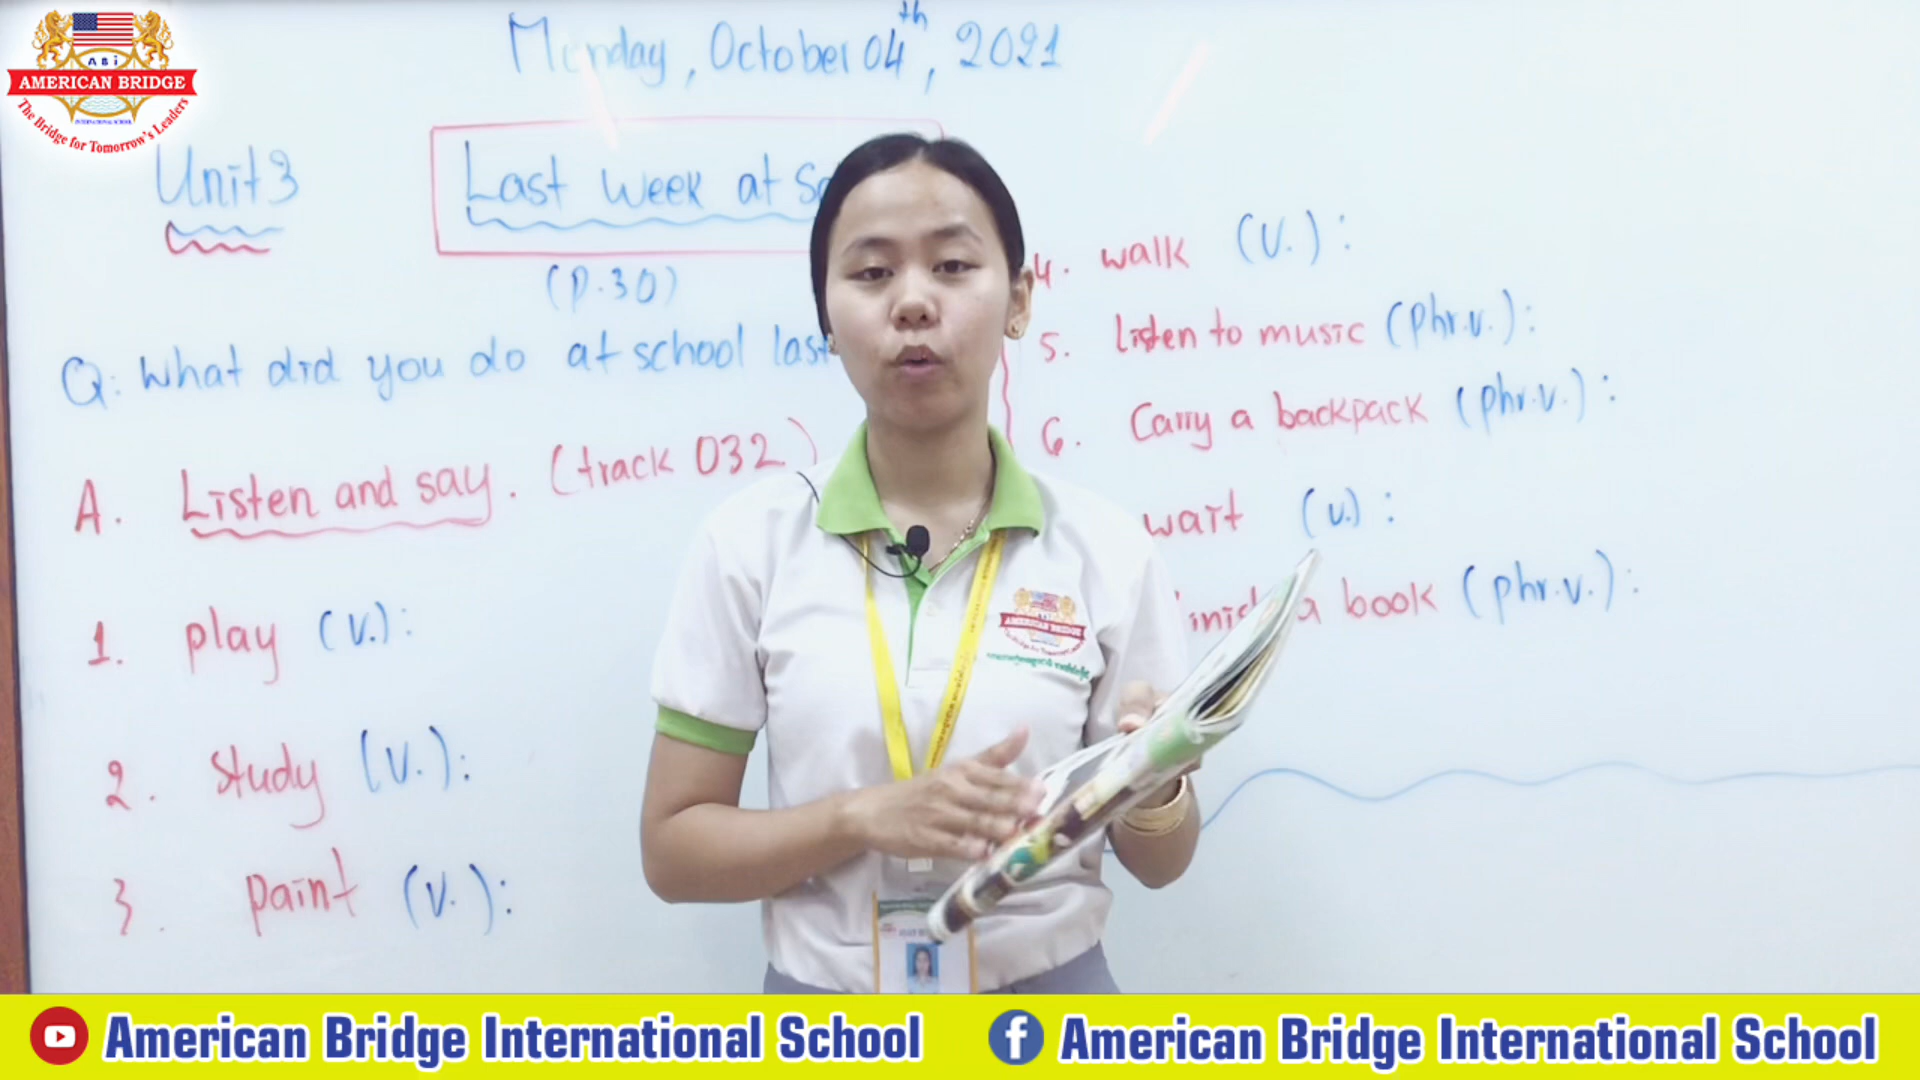 ABi
AMERICAN BRIDGE
INTERNATIONAL SCHOOL
The Bridge for Tomorrow's Leaders
Monday, October 04th, 2021
Unit 3
Last week at
(p.30)
Q: What did you do at school last
A. Listen and say. (track 032)
1. play (v.):
2. study (v.):
3. paint (v.):
4. walk (v.):
5. listen to music (phr.v.):
6. Carry a backpack (phr.v.):
wait (v.):
a book (phr.v.):
AMERICAN BRIDGE
American Bridge International School
American Bridge International School